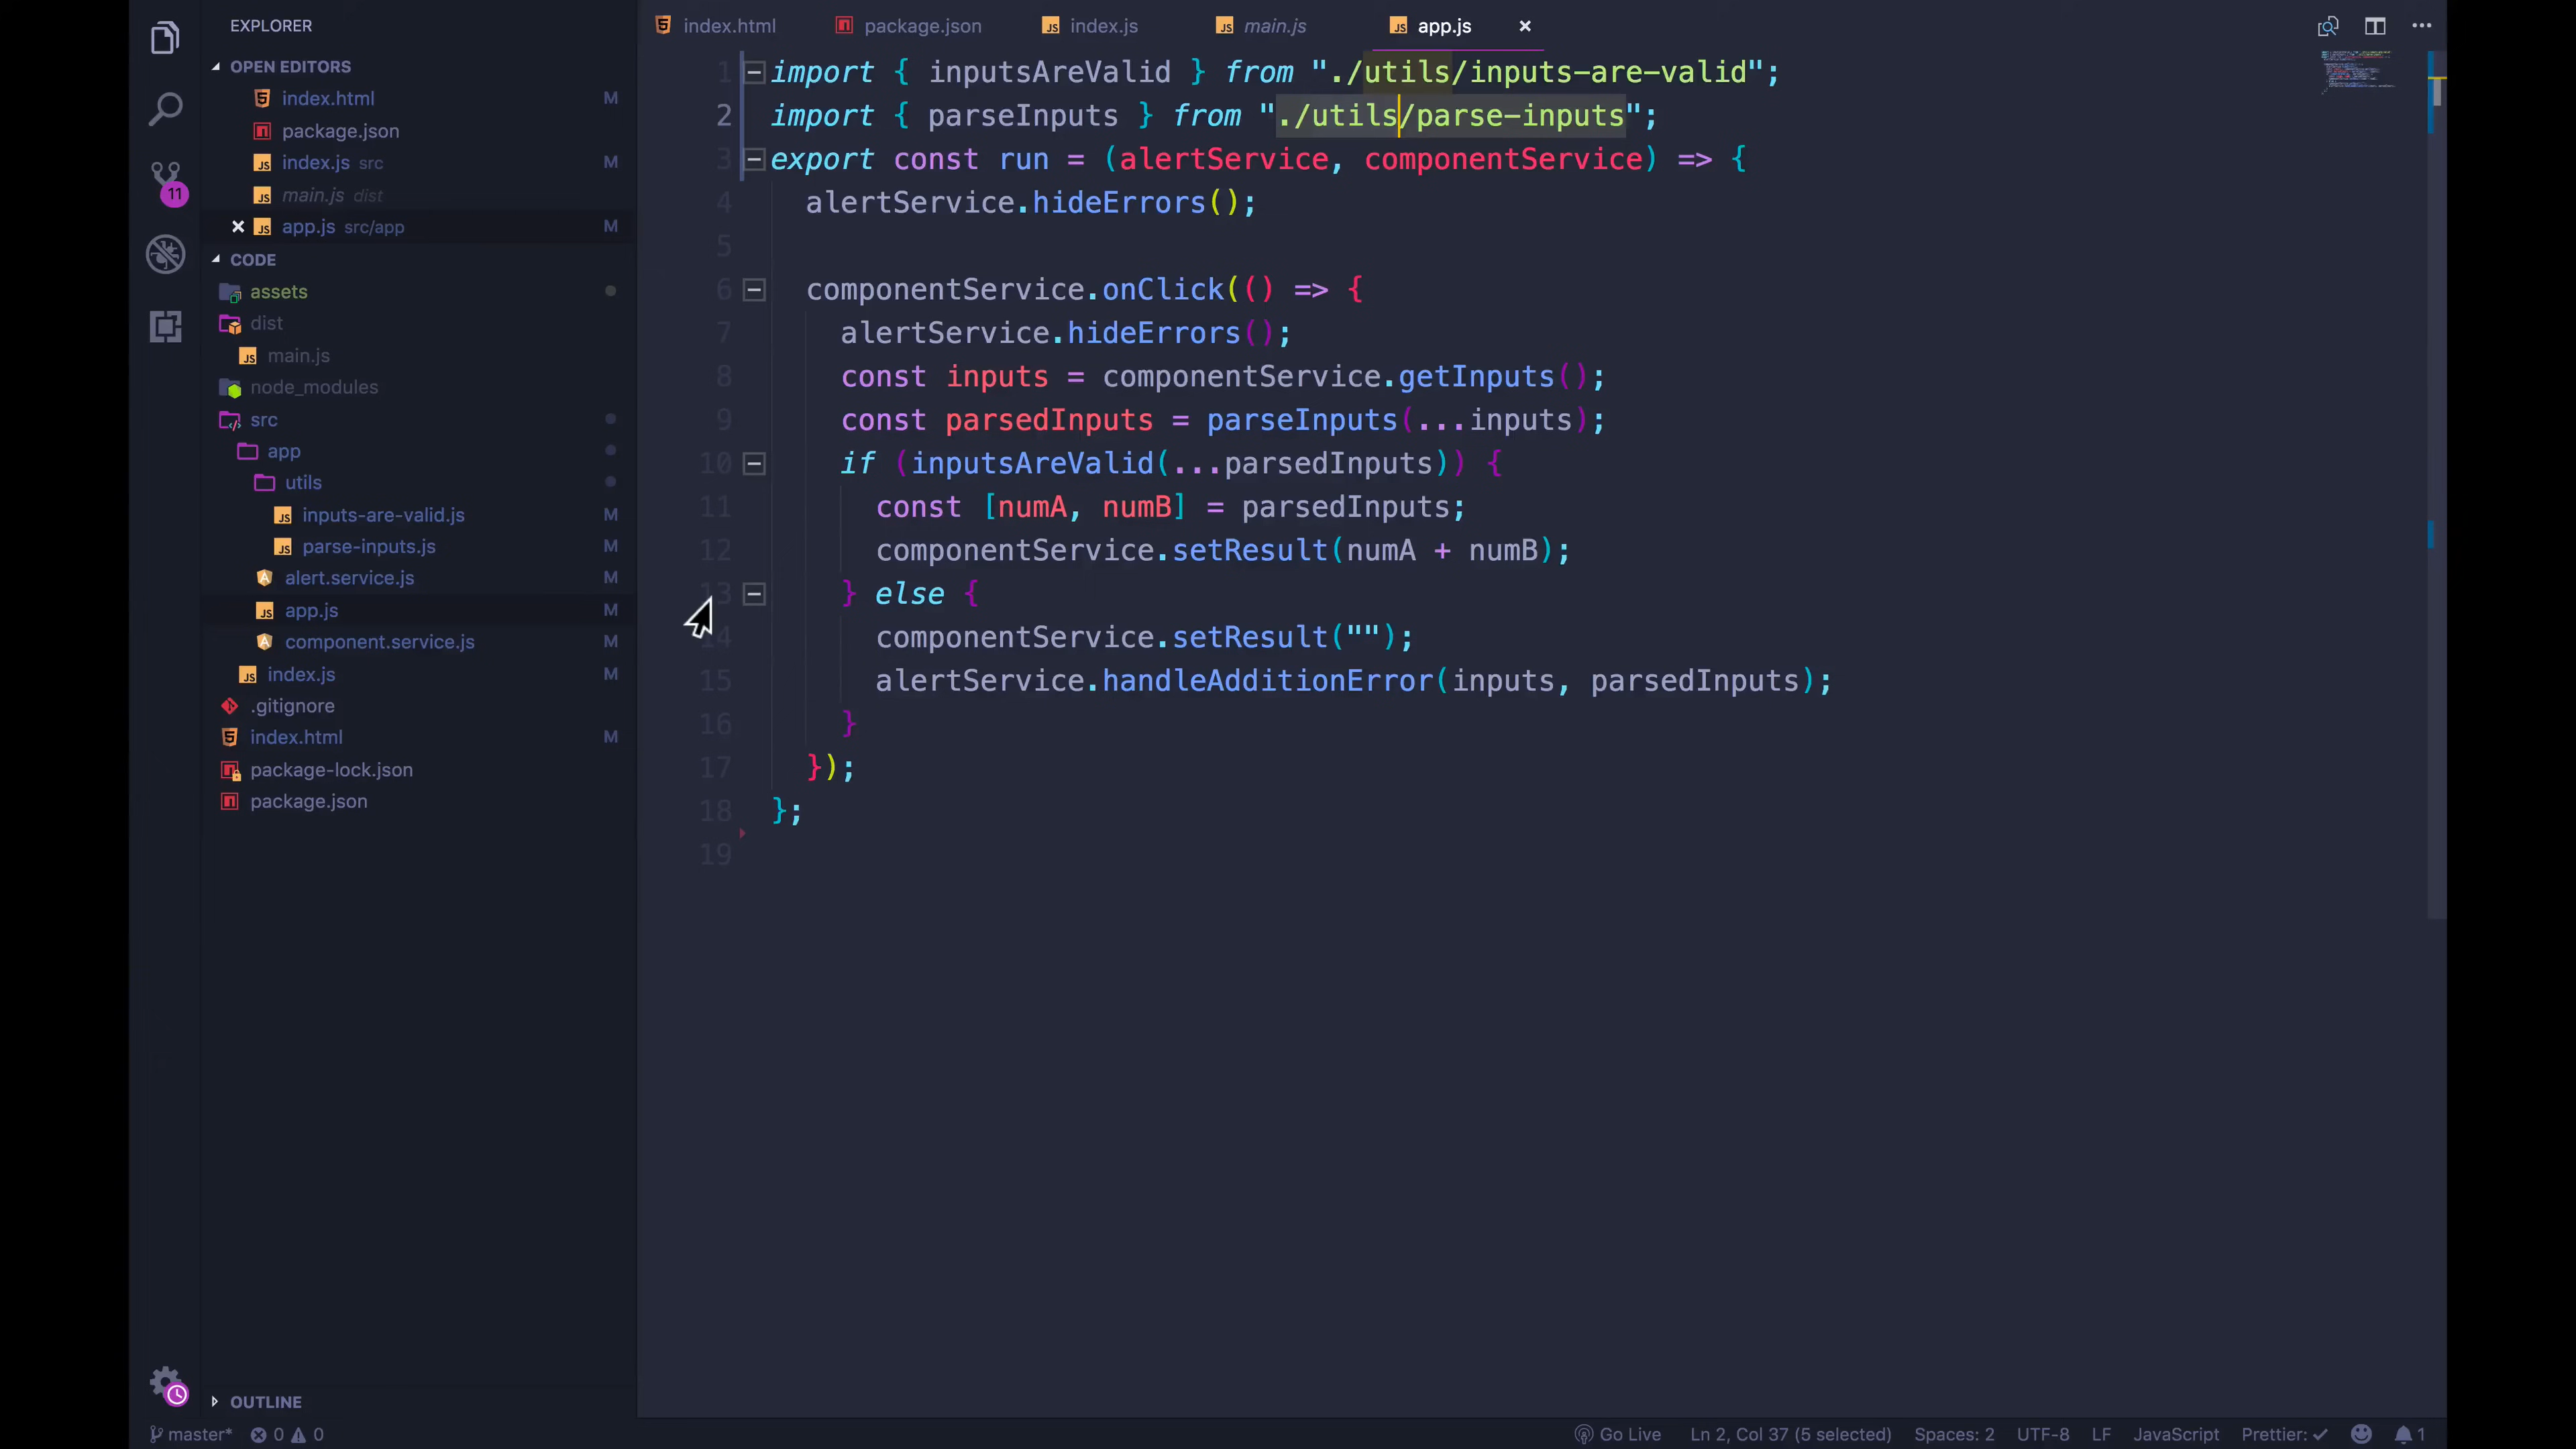 EXPLORER
OPEN EDITORS
index.html M
package.json
index.js src M
main.js dist
app.js src/app M
CODE
assets
dist
main.js
node_modules
src
app
utils
inputs-are-valid.js M
parse-inputs.js M
alert.service.js M
app.js M
component.service.js M
index.js M
.gitignore
index.html M
package-lock.json
package.json
OUTLINE
11
index.html package.json index.js main.js app.js
1 import { inputsAreValid } from "./utils/inputs-are-valid";
2 import { parseInputs } from "./utils/parse-inputs";
3 export const run = (alertService, componentService) => {
4 alertService.hideErrors();
5
6 componentService.onClick(() => {
7 alertService.hideErrors();
8 const inputs = componentService.getInputs();
9 const parsedInputs = parseInputs(...inputs);
10 if (inputsAreValid(...parsedInputs)) {
11 const [numA, numB] = parsedInputs;
12 componentService.setResult(numA + numB);
13 } else {
14 componentService.setResult("");
15 alertService.handleAdditionError(inputs, parsedInputs);
16 }
17 });
18 };
19
master* 0 0 Go Live Ln 2, Col 37 (5 selected) Spaces: 2 UTF-8 LF JavaScript Prettier: ✓ 1